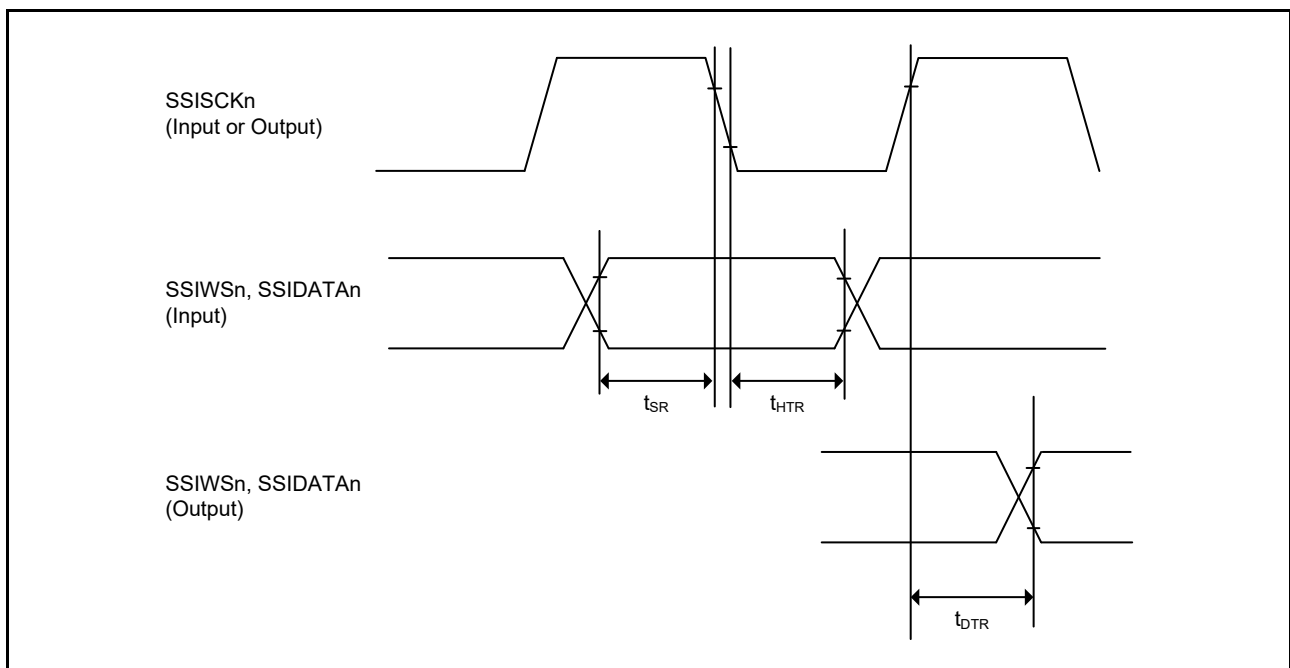 SSISCKn
(Input or Output)
SSIWSn, SSIDATAn
(Input)
tSR
tHTR
SSIWSn, SSIDATAn
(Output)
tDTR